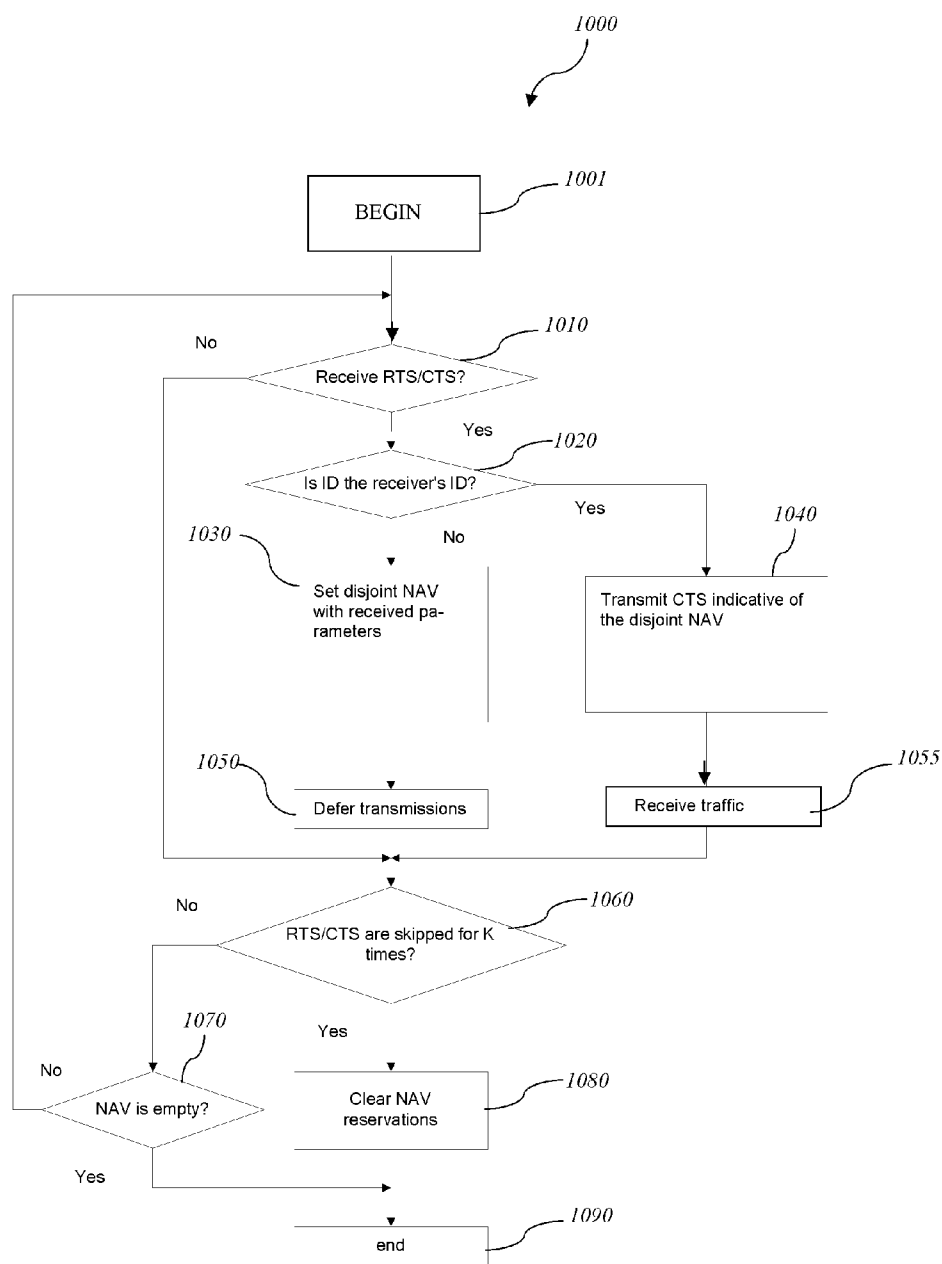 1000
1001
BEGIN
1010
No
Receive RTS/CTS?
Yes
1020
Is ID the receiver's ID?
Yes
1030
No
1040
Set disjoint NAV
with received pa-
rameters
Transmit CTS indicative of
the disjoint NAV
1050
1055
Defer transmissions
Receive traffic
No
1060
RTS/CTS are skipped for K
times?
1070
Yes
No
1080
NAV is empty?
Clear NAV
reservations
Yes
1090
end